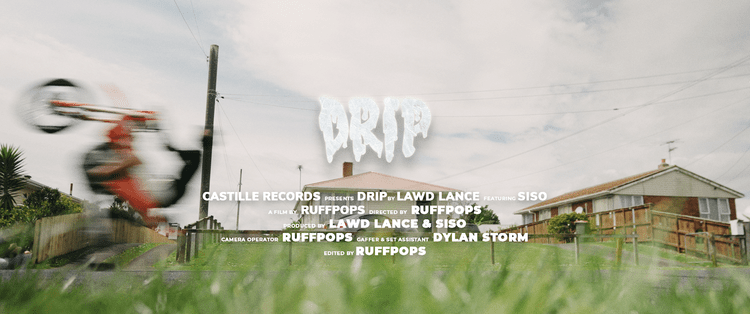 DRIP
CASTILLE RECORDS PRESENTS DRIP BY LAWD LANCE FEATURING SISO
A FILM BY RUFFPOPS DIRECTED BY RUFFPOPS
PRODUCED BY LAWD LANCE & SISO
CAMERA OPERATOR RUFFPOPS GAFFER & SET ASSISTANT DYLAN STORM
EDITED BY RUFFPOPS